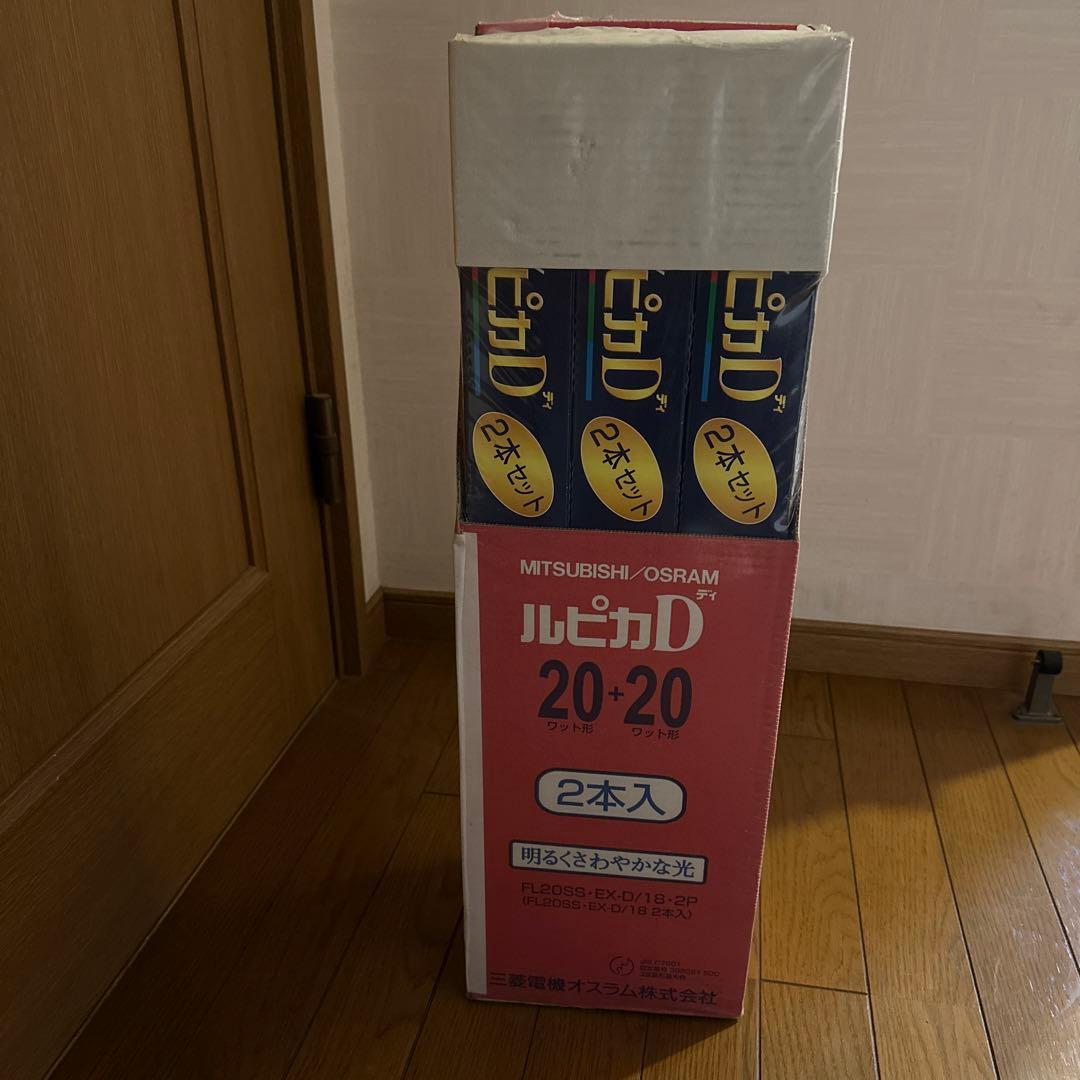 ピカD
ディ
2本セット
ピカD
ディ
2本セット
ピカD
ディ
2本セット
MITSUBISHI/OSRAM
ルピカD
ディ
20+20
ワット形 ワット形
2本入
明るくさわやかな光
FL20SS・EX-D/18・2P
(FL20SS・EX-D/18 2本入)
三菱電機オスラム株式会社